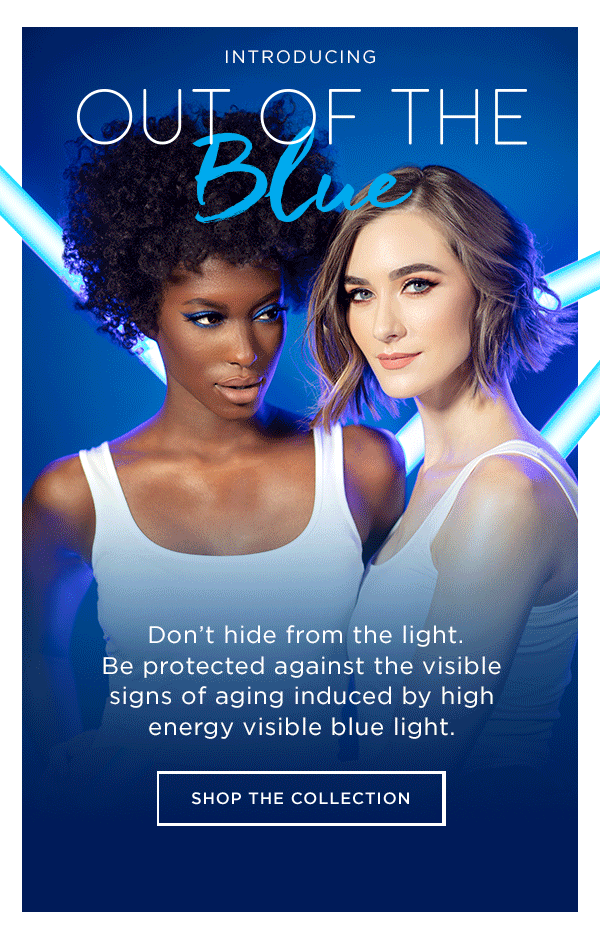 INTRODUCING
OUT OF THE
Blue
Don’t hide from the light.
Be protected against the visible
signs of aging induced by high
energy visible blue light.
SHOP THE COLLECTION